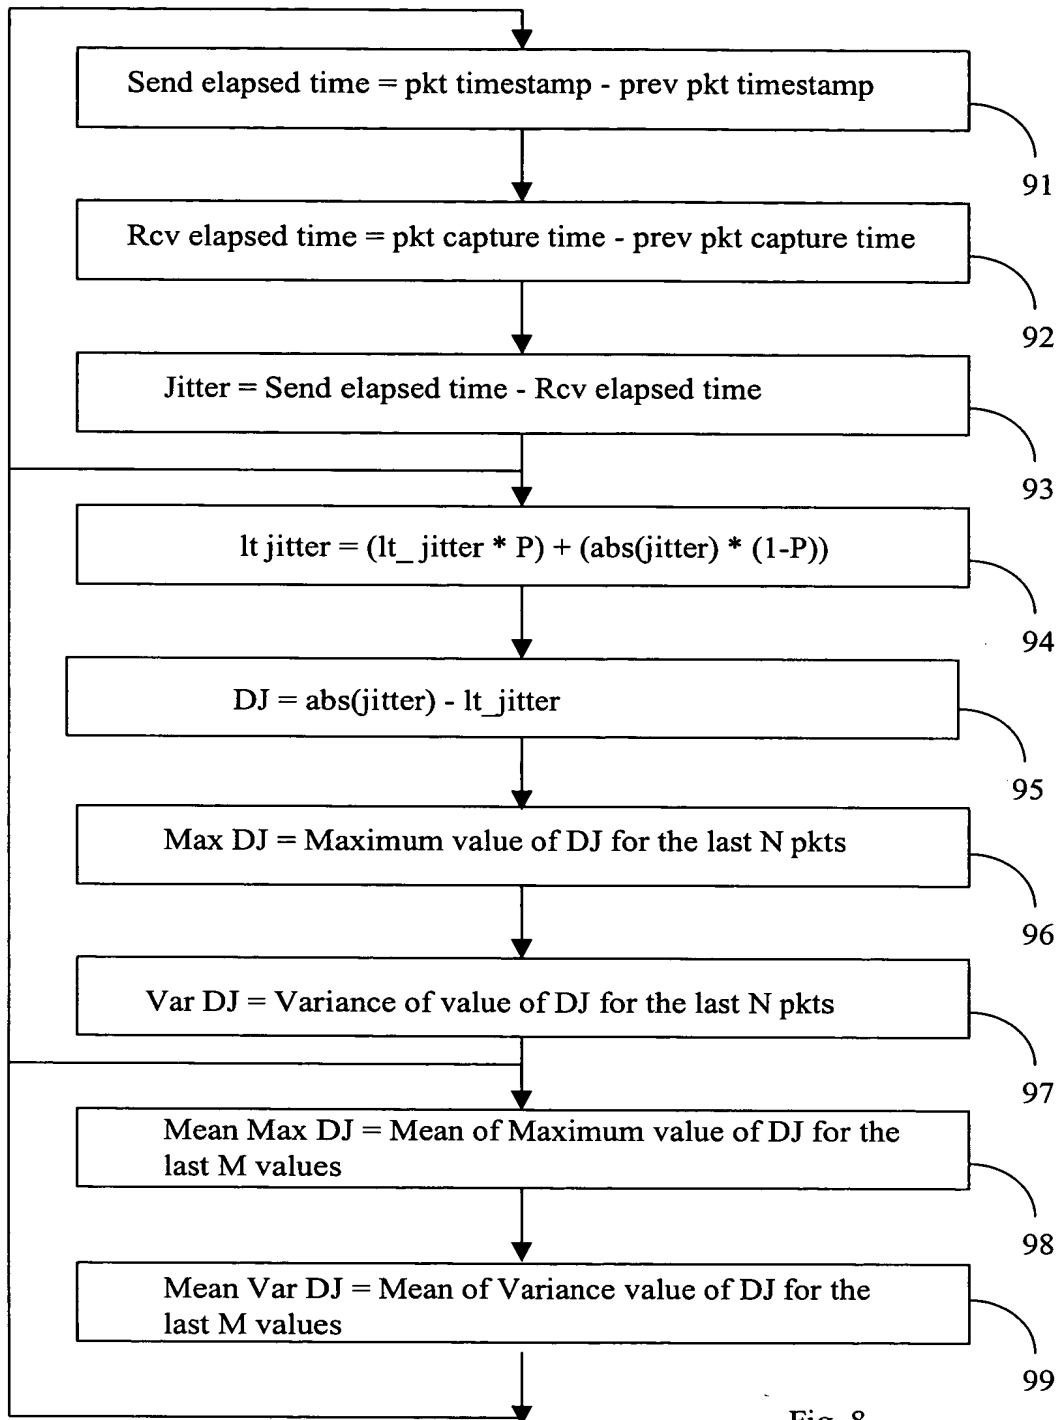 Send elapsed time = pkt timestamp - prev pkt timestamp
91
Rcv elapsed time = pkt capture time - prev pkt capture time
92
Jitter = Send elapsed time - Rcv elapsed time
93
lt jitter = (lt_ jitter * P) + (abs(jitter) * (1-P))
94
DJ = abs(jitter) - lt_jitter
95
Max DJ = Maximum value of DJ for the last N pkts
96
Var DJ = Variance of value of DJ for the last N pkts
97
Mean Max DJ = Mean of Maximum value of DJ for the
last M values
98
Mean Var DJ = Mean of Variance value of DJ for the
last M values
99
Fig. 8